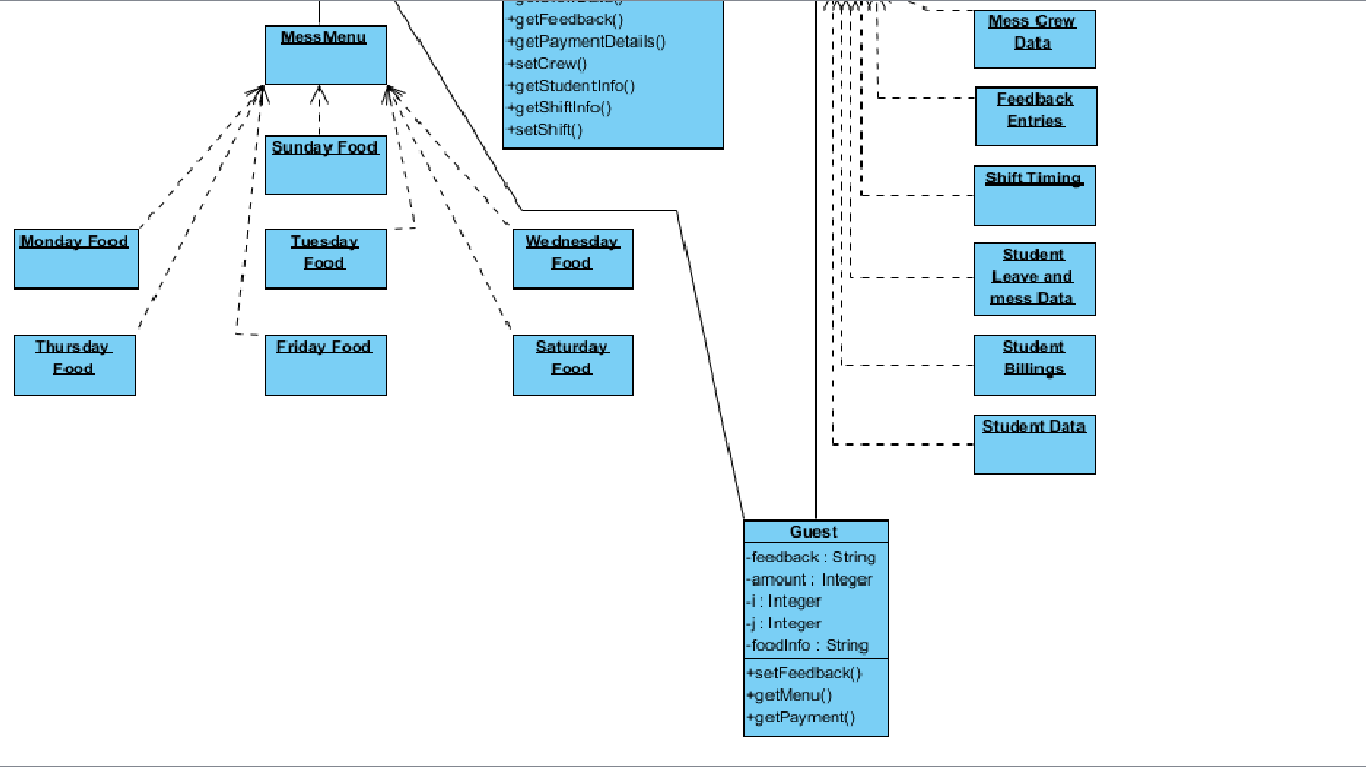 MessMenu
+getFeedback()
+getPaymentDetails()
+setCrew()
+getStudentInfo()
+getShiftInfo()
+setShift()
Sunday Food
Monday Food
Tuesday
Food
Wednesday
Food
Thursday
Food
Friday Food
Saturday
Food
Mess Crew
Data
Feedback
Entries
Shift Timing
Student
Leave and
mess Data
Student
Billings
Student Data
Guest
-feedback : String
-amount : Integer
-i : Integer
-j : Integer
-foodInfo : String
+setFeedback()
+getMenu()
+getPayment()